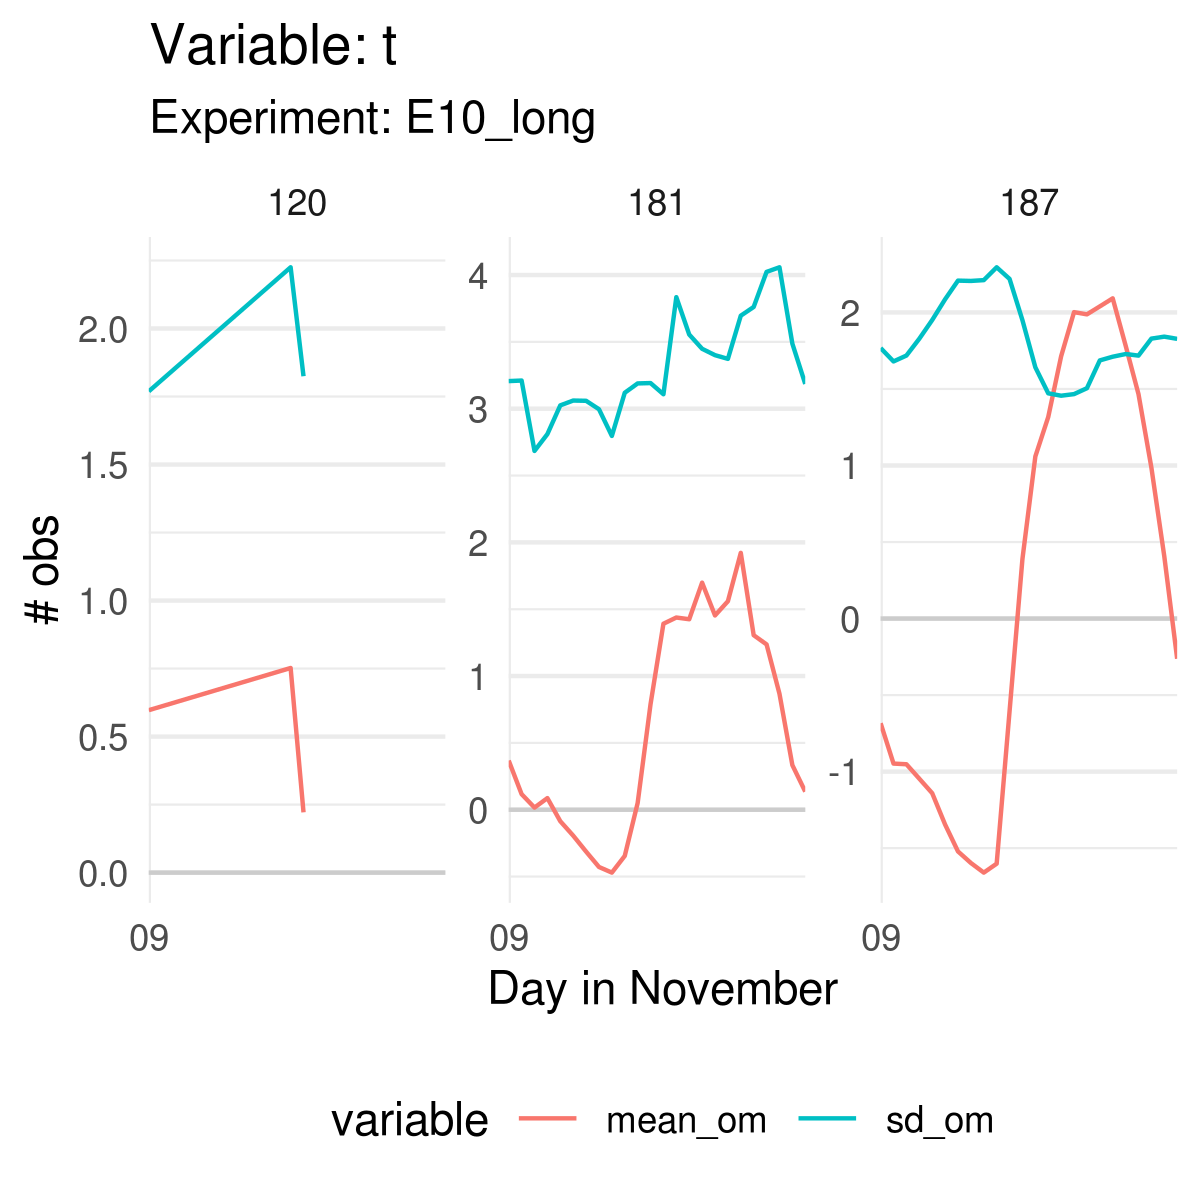 Variable: t
Experiment: E10_long
120 181 187
2.0
1.5
1.0
0.5
0.0
4
3
2
1
0
2
1
0
-1
# obs
09 09 09
Day in November
variable mean_om sd_om